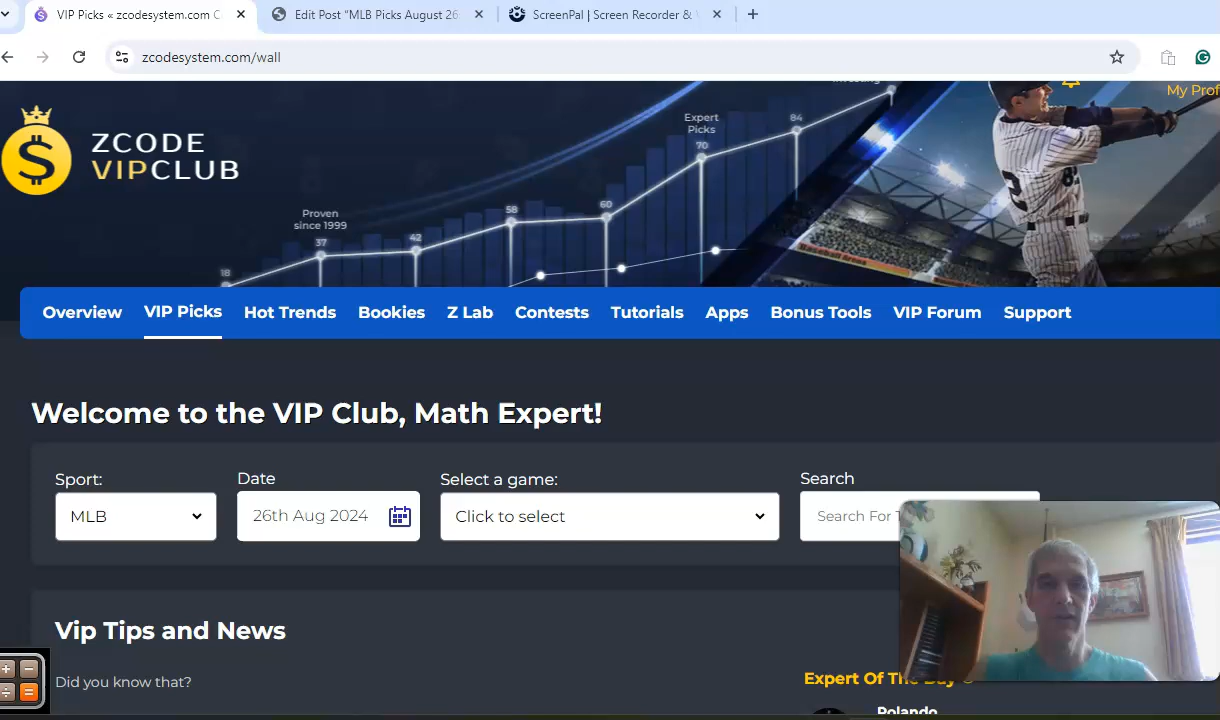 VIP Picks « zcodesystem.com C
Edit Post “MLB Picks August 26
ScreenPal | Screen Recorder &
zcodesystem.com/wall
My Prof
Expert
Picks
84
70
ZCODE
VIPCLUB
$
Proven
since 1999
58
60
37
42
18
2
Overview VIP Picks Hot Trends Bookies Z Lab Contests Tutorials Apps Bonus Tools VIP Forum Support
Welcome to the VIP Club, Math Expert!
Sport: Date Select a game: Search
MLB 26th Aug 2024 Click to select Search For
Vip Tips and News
Did you know that?
Expert Of The Day
Rolando